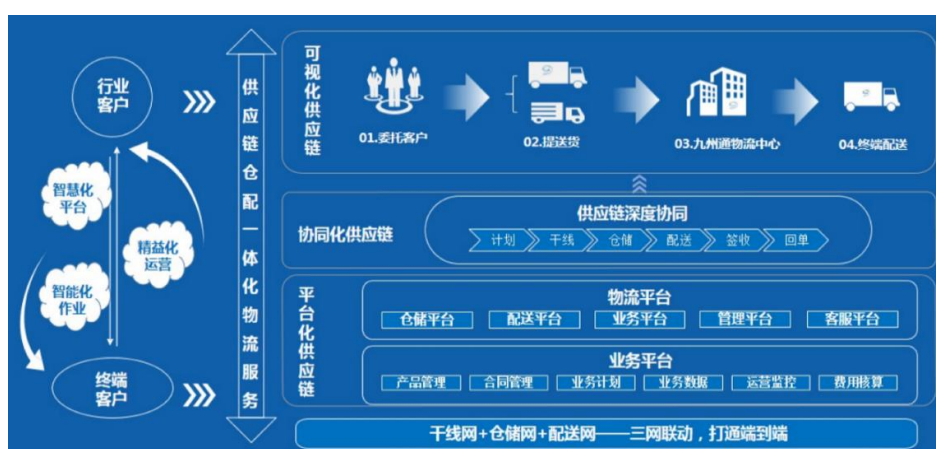 行业
客户
智慧化
平台
精益化
运营
智能化
作业
终端
客户
供应链仓配一体化物流服务
可视化供应链
01.委托客户
02.提送货
03.九州通物流中心
04.终端配送
协同化供应链
供应链深度协同
计划
干线
仓储
配送
签收
回单
平台化供应链
物流平台
仓储平台
配送平台
业务平台
管理平台
客服平台
业务平台
产品管理
合同管理
业务计划
业务数据
运营监控
费用核算
干线网+仓储网+配送网——三网联动，打通端到端